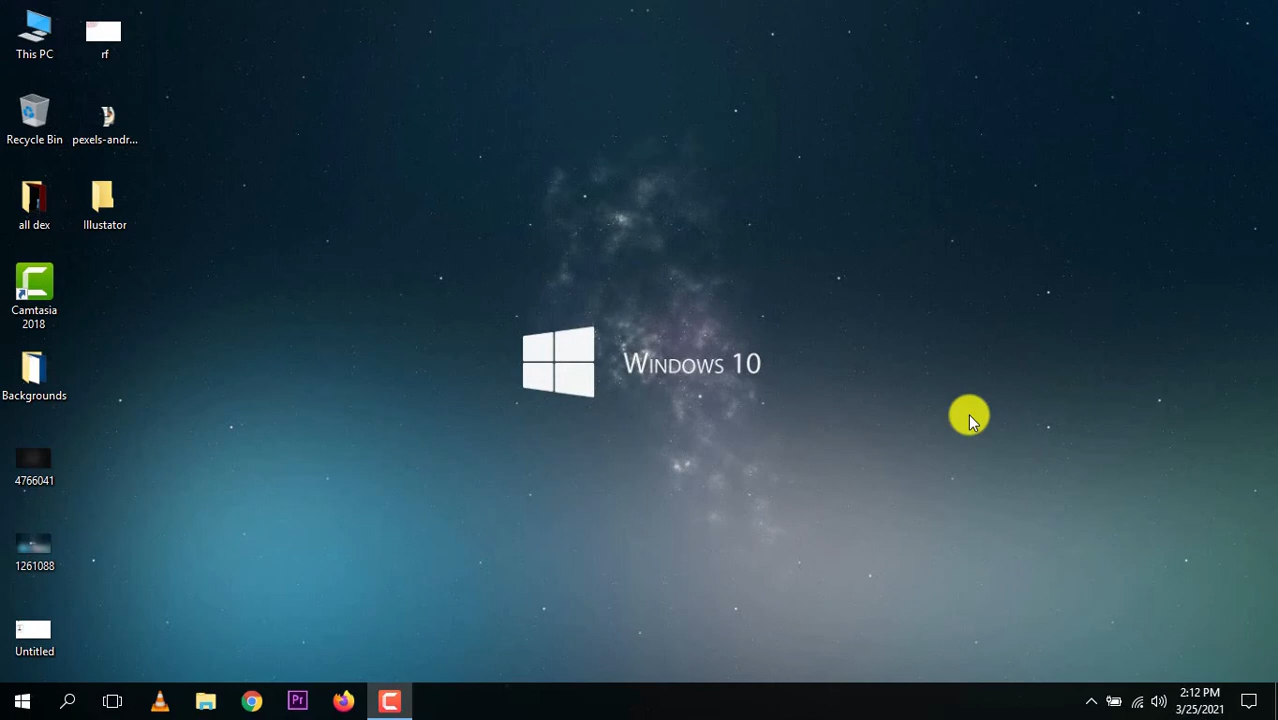 This PC
rf
Recycle Bin
pexels-andr...
all dex
Illustator
Camtasia
2018
Backgrounds
4766041
1261088
Untitled
Windows 10
Pr
2:12 PM
3/25/2021